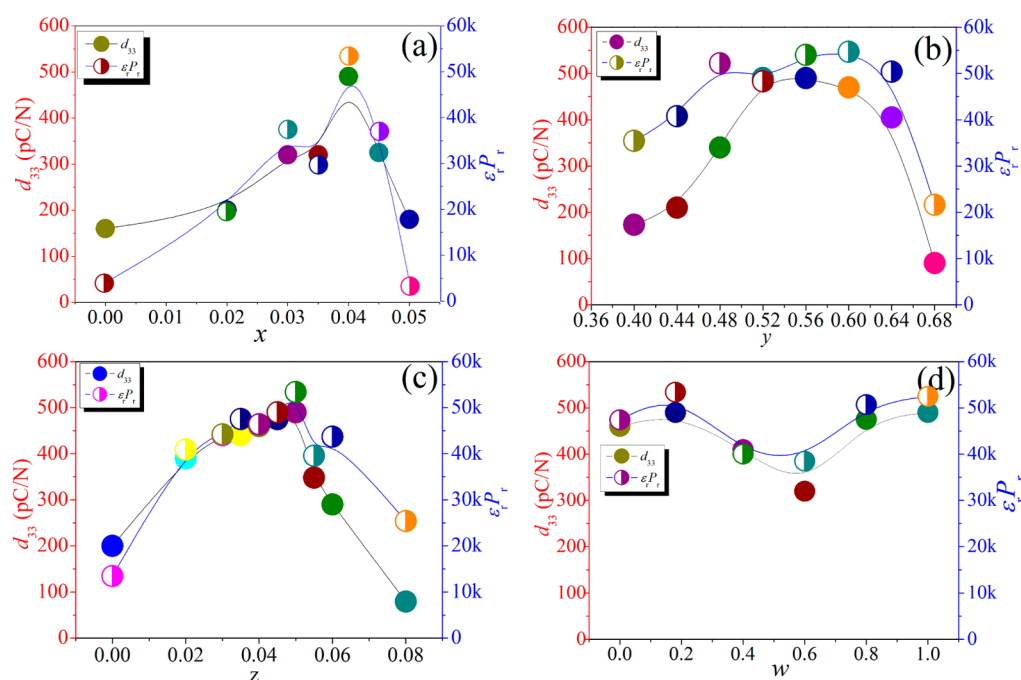 (a)
d33
εrPr
600
500
400
300
200
100
0
d33 (pC/N)
60k
50k
40k
30k
20k
10k
0
εrPr
0.00 0.01 0.02 0.03 0.04 0.05
x
(b)
d33
εrPr
600
500
400
300
200
100
0
d33 (pC/N)
60k
50k
40k
30k
20k
10k
0
εrPr
0.36 0.40 0.44 0.48 0.52 0.56 0.60 0.64 0.68
y
(c)
d33
εrPr
600
500
400
300
200
100
0
d33 (pC/N)
60k
50k
40k
30k
20k
10k
0
εrPr
0.00 0.02 0.04 0.06 0.08
z
(d)
d33
εrPr
600
500
400
300
200
100
0
d33 (pC/N)
60k
50k
40k
30k
20k
10k
0
εrPr
0.0 0.2 0.4 0.6 0.8 1.0
w